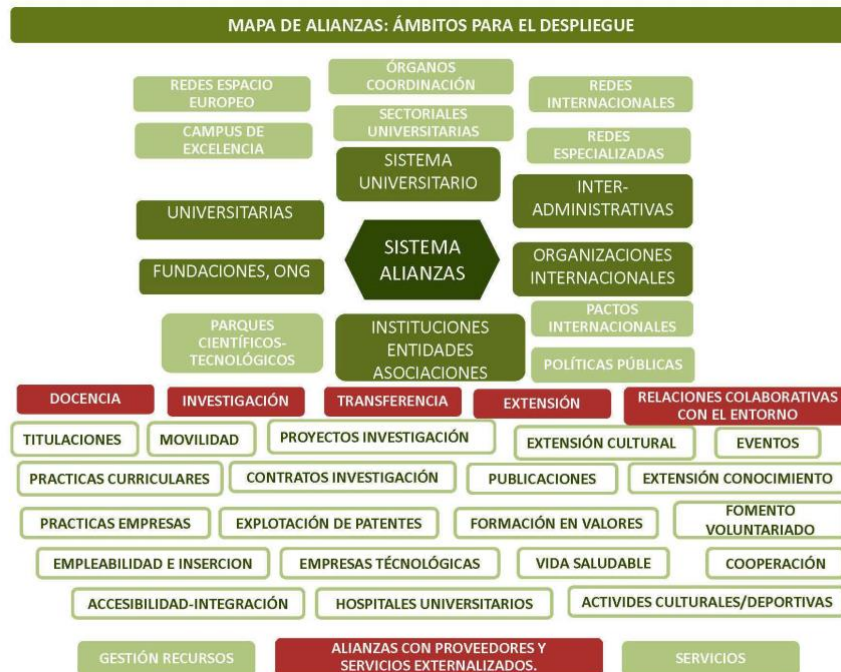 MAPA DE ALIANZAS: ÁMBITOS PARA EL DESPLIEGUE
REDES ESPACIO
EUROPEO
ÓRGANOS
COORDINACIÓN
REDES
INTERNACIONALES
CAMPUS DE
EXCELENCIA
SECTORIALES
UNIVERSITARIAS
REDES
ESPECIALIZADAS
SISTEMA
UNIVERSITARIO
UNIVERSITARIAS
INTER-
ADMINISTRATIVAS
SISTEMA
ALIANZAS
FUNDACIONES, ONG
ORGANIZACIONES
INTERNACIONALES
PARQUES
CIENTÍFICOS-
TECNOLÓGICOS
INSTITUCIONES
ENTIDADES
ASOCIACIONES
PACTOS
INTERNACIONALES
POLÍTICAS PÚBLICAS
DOCENCIA
INVESTIGACIÓN
TRANSFERENCIA
EXTENSIÓN
RELACIONES COLABORATIVAS
CON EL ENTORNO
TITULACIONES
MOVILIDAD
PROYECTOS INVESTIGACIÓN
EXTENSIÓN CULTURAL
EVENTOS
PRACTICAS CURRICULARES
CONTRATOS INVESTIGACIÓN
PUBLICACIONES
EXTENSIÓN CONOCIMIENTO
PRACTICAS EMPRESAS
EXPLOTACIÓN DE PATENTES
FORMACIÓN EN VALORES
FOMENTO
VOLUNTARIADO
EMPLEABILIDAD E INSERCION
EMPRESAS TÉCNOLÓGICAS
VIDA SALUDABLE
COOPERACIÓN
ACCESIBILIDAD-INTEGRACIÓN
HOSPITALES UNIVERSITARIOS
ACTIVIDES CULTURALES/DEPORTIVAS
GESTIÓN RECURSOS
ALIANZAS CON PROVEEDORES Y
SERVICIOS EXTERNALIZADOS.
SERVICIOS